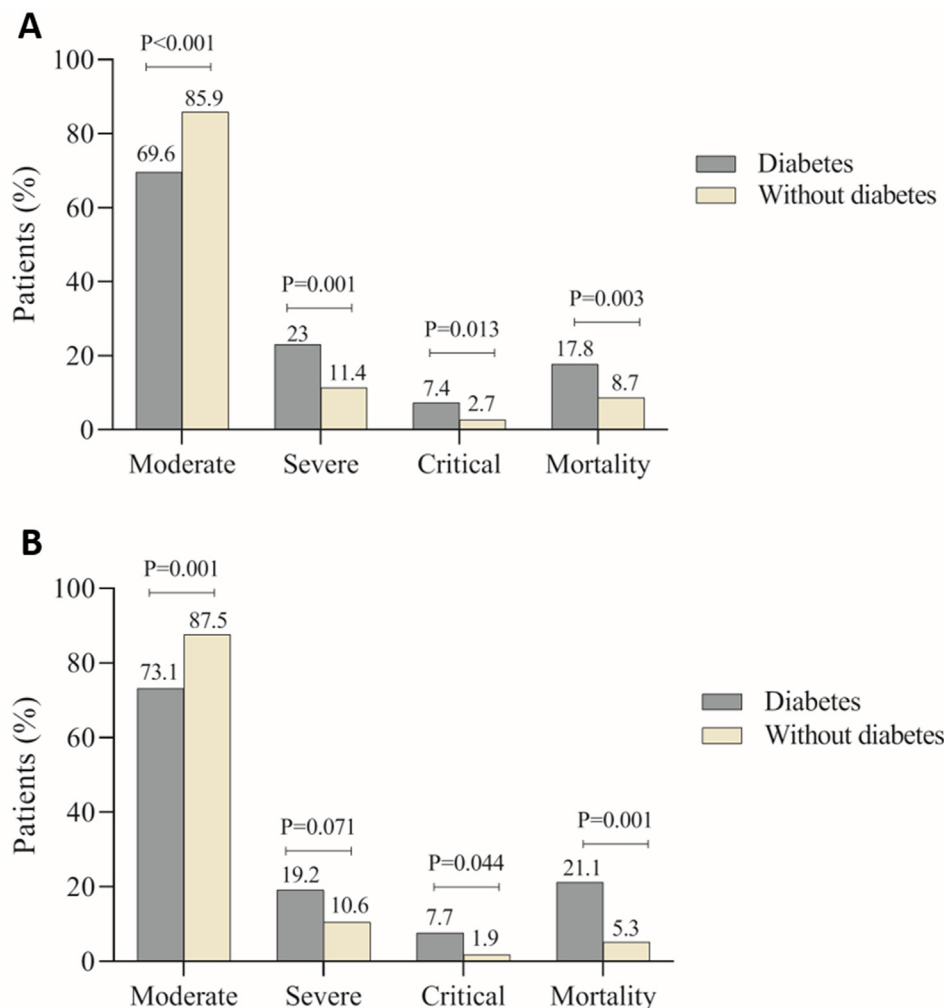 A
P<0.001
100
85.9
80
69.6
60
Patients (%)
40
P=0.001
P=0.013
P=0.003
23
20
11.4
7.4
2.7
17.8
8.7
0
Moderate Severe Critical Mortality
Diabetes
Without diabetes
B
P=0.001
100
87.5
80
73.1
60
Patients (%)
40
P=0.071
P=0.044
P=0.001
19.2
20
10.6
7.7
1.9
21.1
5.3
0
Moderate Severe Critical Mortality
Diabetes
Without diabetes